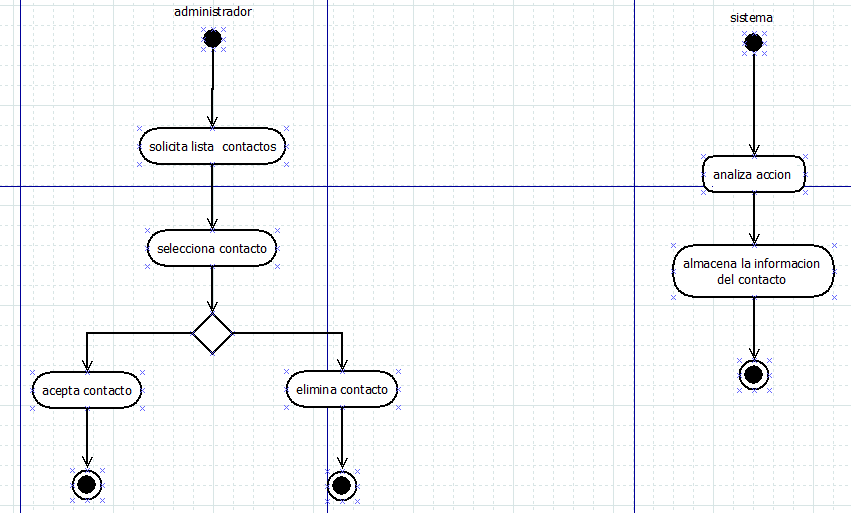 administrador
sistema
solicita lista contactos
analiza accion
selecciona contacto
almacena la informacion
del contacto
acepta contacto
elimina contacto